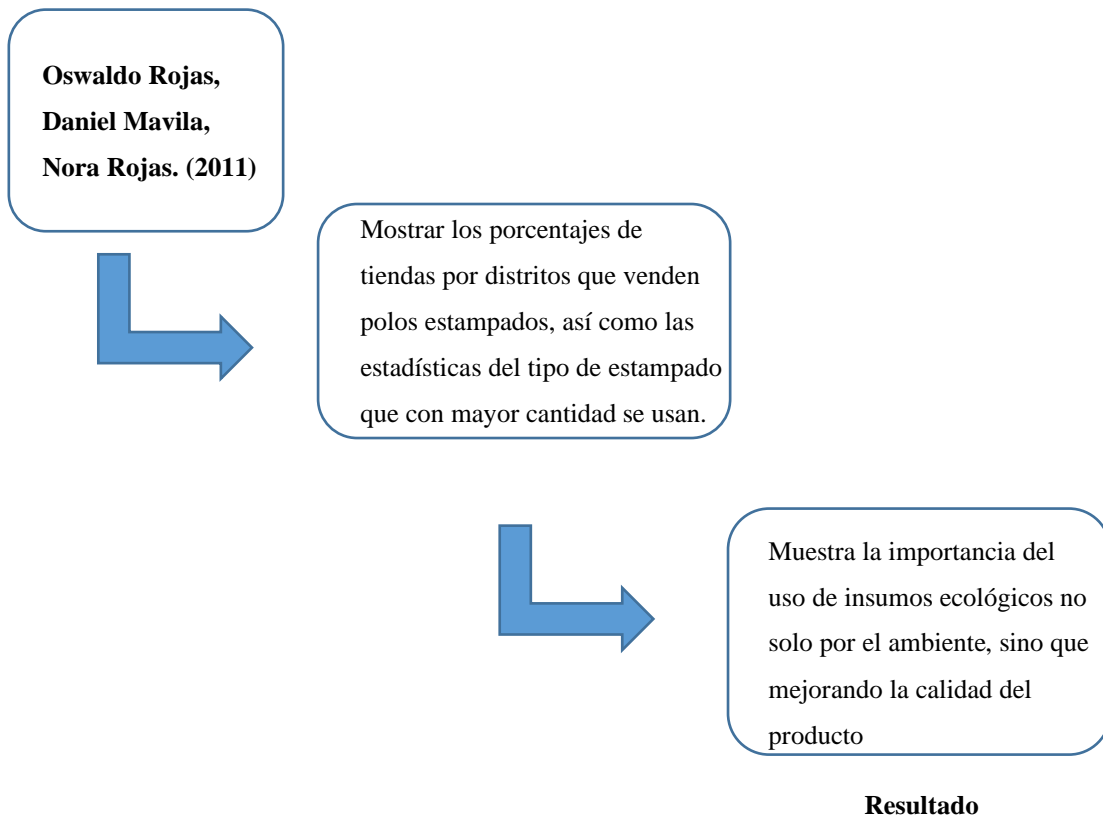 Oswaldo Rojas,
Daniel Mavila,
Nora Rojas. (2011)
Mostrar los porcentajes de
tiendas por distritos que venden
polos estampados, así como las
estadísticas del tipo de estampado
que con mayor cantidad se usan.
Muestra la importancia del
uso de insumos ecológicos no
solo por el ambiente, sino que
mejorando la calidad del
producto
Resultado